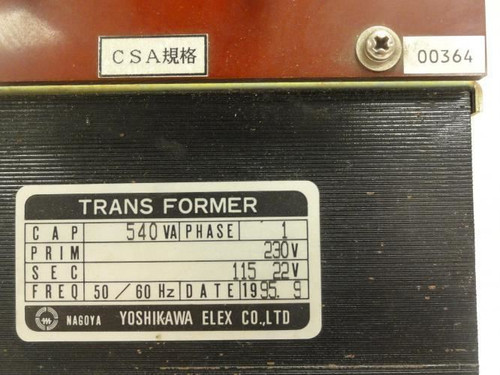 CSA規格
00364
TRANS FORMER
CAP 540 VA PHASE 1
PRIM 230V
SEC 115 22V
FREQ 50 / 60 Hz DATE 1995. 9
NAGOYA YOSHIKAWA ELEX CO.,LTD